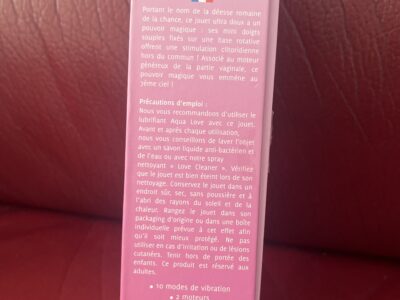 Portant le nom de la déesse romaine
de la chance, ce jouet ultra doux a un
pouvoir magique : ses mois doigts
souples fixés sur une base rotative
offrent une stimulation clitoridienne
hors du commun ! Associé au moteur
généreux de la partie vaginale, ce
pouvoir magique vous emmène au
7ème ciel !
Précautions d'emploi :
Nous vous recommandons d'utiliser le
lubrifiant Aqua Love avec ce jouet.
Avant et après chaque utilisation,
nous vous conseillons de laver l'objet
avec un savon liquide anti-bactérien et
de l'eau ou avec notre spray
nettoyant « Love Cleaner ». Vérifiez
que le jouet est bien éteint lors de son
nettoyage. Conservez le jouet dans un
endroit sûr, sec, sans poussière et à
l'abri des rayons du soleil et de la
chaleur. Rangez le jouet dans son
packaging d'origine ou dans une boîte
individuelle prévue à cet effet afin
qu'il soit mieux protégé. Ne pas
utiliser en cas d'irritation ou de lésions
cutanées. Tenir hors de portée des
enfants. Ce produit est réservé aux
adultes.
• 10 modes de vibration
• 2 moteurs